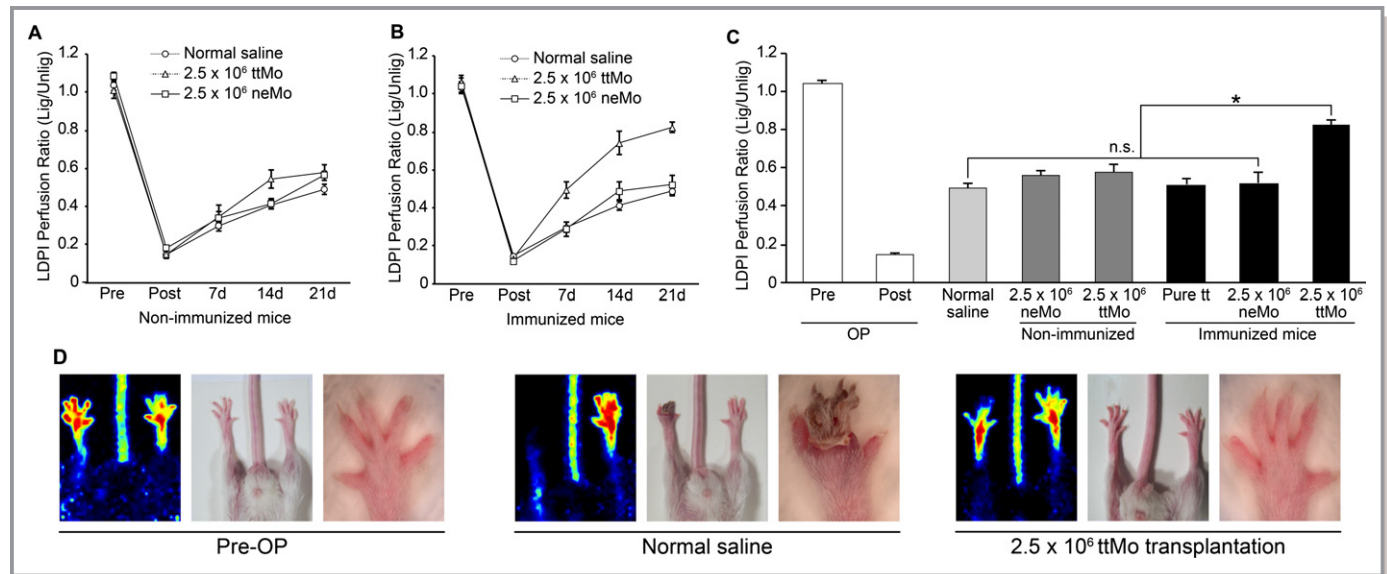 A
LDPI Perfusion Ratio (Lig/Unlig)
1.2
1.0
0.8
0.6
0.4
0.2
0
Normal saline
2.5 x 10⁶ ttMo
2.5 x 10⁶ neMo
Pre Post 7d 14d 21d
Non-immunized mice
B
LDPI Perfusion Ratio (Lig/Unlig)
1.2
1.0
0.8
0.6
0.4
0.2
0
Normal saline
2.5 x 10⁶ ttMo
2.5 x 10⁶ neMo
Pre Post 7d 14d 21d
Immunized mice
C
LDPI Perfusion Ratio (Lig/Unlig)
1.2
1.0
0.8
0.6
0.4
0.2
0
*
n.s.
Pre Post Normal 2.5 x 10⁶ 2.5 x 10⁶ Pure tt 2.5 x 10⁶ 2.5 x 10⁶
saline neMo ttMo neMo ttMo
OP Non-immunized Immunized mice
D
Pre-OP
Normal saline
2.5 x 10⁶ ttMo transplantation